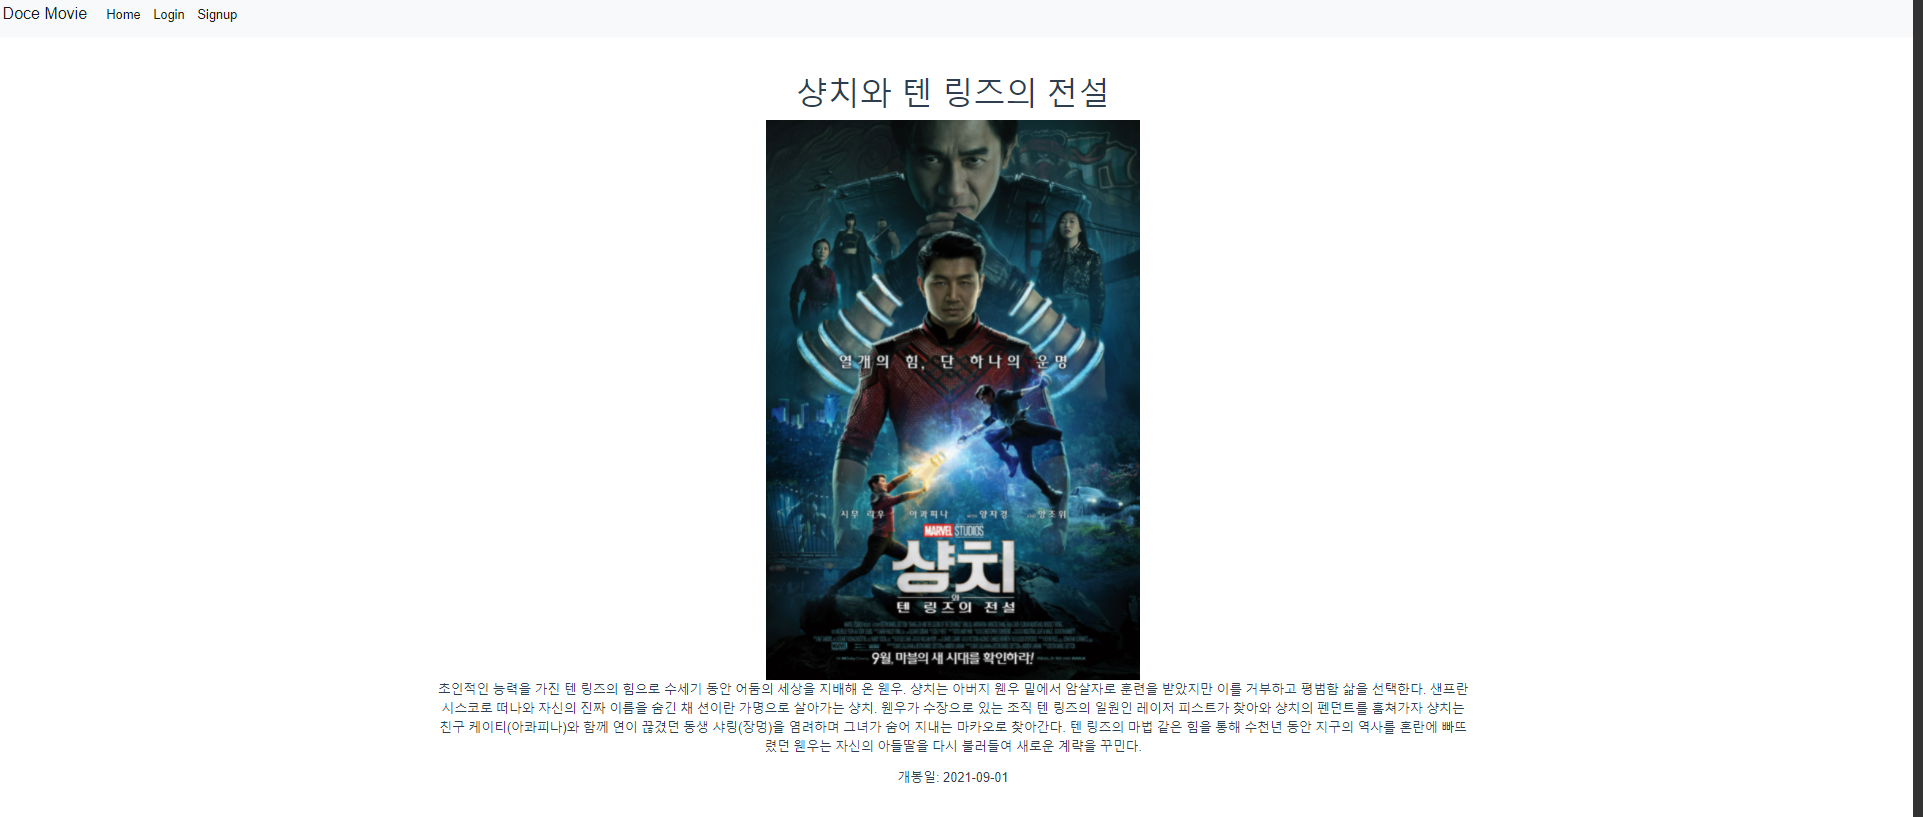 Doce Movie Home Login Signup
샹치와 텐 링즈의 전설
열개의 힘, 단 하나의 운명
시무 리우 아콰피나 양자경 양조위
MARVEL STUDIOS
샹치
와
텐 링즈의 전설
9월, 마블의 새 시대를 확인하라!
초인적인 능력을 가진 텐 링즈의 힘으로 수세기 동안 어둠의 세상을 지배해 온 웬우. 샹치는 아버지 웬우 밑에서 암살자로 훈련을 받았지만 이를 거부하고 평범함 삶을 선택한다. 샌프란
시스코로 떠나와 자신의 진짜 이름을 숨긴 채 션이란 가명으로 살아가는 샹치. 웬우가 수장으로 있는 조직 텐 링즈의 일원인 레이저 피스트가 찾아와 샹치의 펜던트를 훔쳐가자 샹치는
친구 케이티(아콰피나)와 함께 연이 끊겼던 동생 샤링(장멍)을 염려하며 그녀가 숨어 지내는 마카오로 찾아간다. 텐 링즈의 마법 같은 힘을 통해 수천년 동안 지구의 역사를 혼란에 빠뜨
렸던 웬우는 자신의 아들딸을 다시 불러들여 새로운 계략을 꾸민다.
개봉일: 2021-09-01